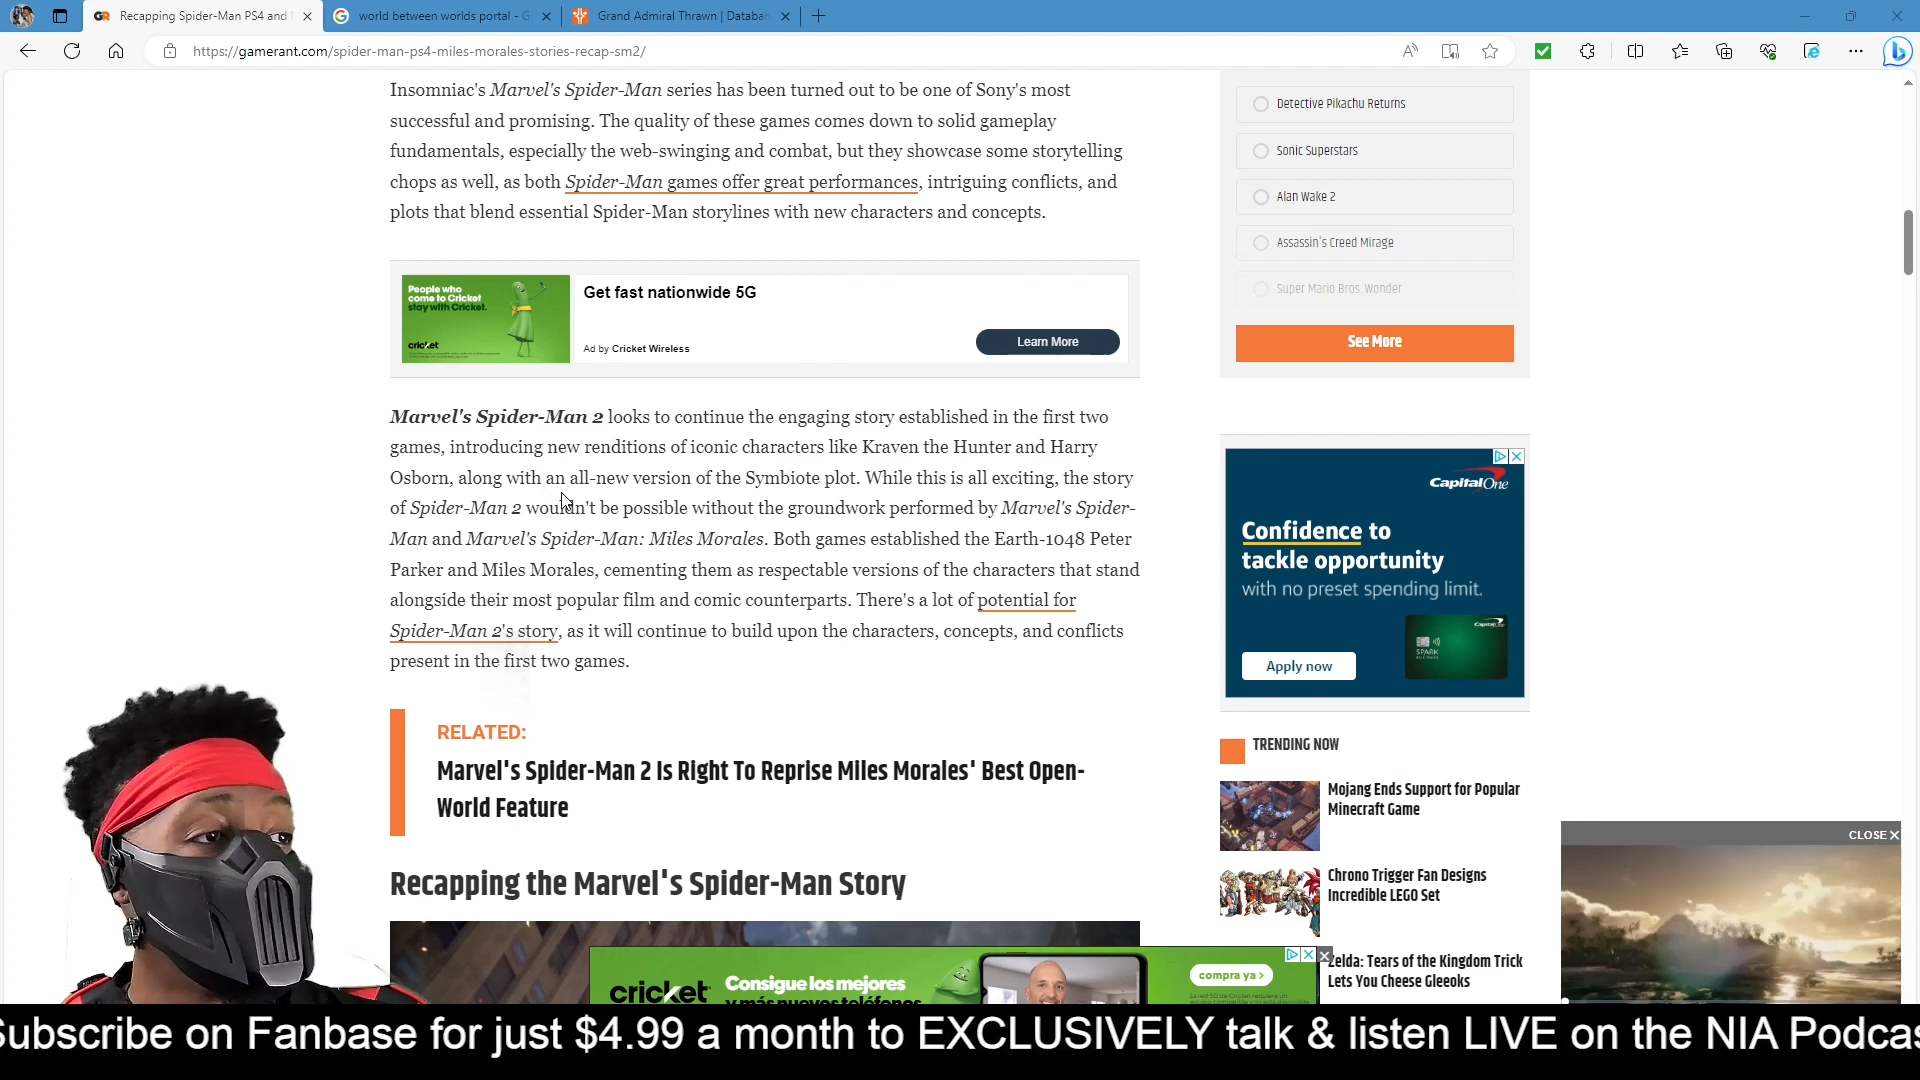 Recapping Spider-Man PS4 and
world between worlds portal - G
Grand Admiral Thrawn | Databan
https://gamerant.com/spider-man-ps4-miles-morales-stories-recap-sm2/
Insomniac's Marvel's Spider-Man series has been turned out to be one of Sony's most
successful and promising. The quality of these games comes down to solid gameplay
fundamentals, especially the web-swinging and combat, but they showcase some storytelling
chops as well, as both Spider-Man games offer great performances, intriguing conflicts, and
plots that blend essential Spider-Man storylines with new characters and concepts.
People who
come to Cricket
stay with Cricket.
cricket
Get fast nationwide 5G
Ad by Cricket Wireless
Learn More
Marvel's Spider-Man 2 looks to continue the engaging story established in the first two
games, introducing new renditions of iconic characters like Kraven the Hunter and Harry
Osborn, along with an all-new version of the Symbiote plot. While this is all exciting, the story
of Spider-Man 2 wouldn't be possible without the groundwork performed by Marvel's Spider-
Man and Marvel's Spider-Man: Miles Morales. Both games established the Earth-1048 Peter
Parker and Miles Morales, cementing them as respectable versions of the characters that stand
alongside their most popular film and comic counterparts. There's a lot of potential for
Spider-Man 2's story, as it will continue to build upon the characters, concepts, and conflicts
present in the first two games.
RELATED:
Marvel's Spider-Man 2 Is Right To Reprise Miles Morales' Best Open-
World Feature
Recapping the Marvel's Spider-Man Story
Detective Pikachu Returns
Sonic Superstars
Alan Wake 2
Assassin's Creed Mirage
Super Mario Bros. Wonder
See More
CapitalOne
Confidence to
tackle opportunity
with no preset spending limit.
CapitalOne
SPARK
Apply now
TRENDING NOW
Mojang Ends Support for Popular
Minecraft Game
Chrono Trigger Fan Designs
Incredible LEGO Set
Zelda: Tears of the Kingdom Trick
Lets You Cheese Gleeoks
CLOSE X
cricket
Consigue los mejores
y más nuevos teléfonos
compra ya >
Subscribe on Fanbase for just $4.99 a month to EXCLUSIVELY talk & listen LIVE on the NIA Podcas